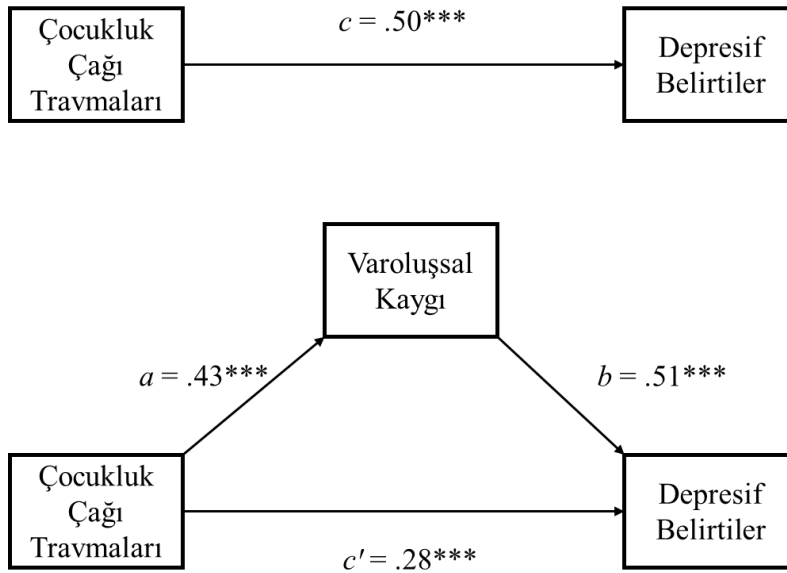 Çocukluk
Çağı
Travmaları
c = .50***
Depresif
Belirtiler
Varoluşsal
Kaygı
a = .43***
b = .51***
Çocukluk
Çağı
Travmaları
c′ = .28***
Depresif
Belirtiler